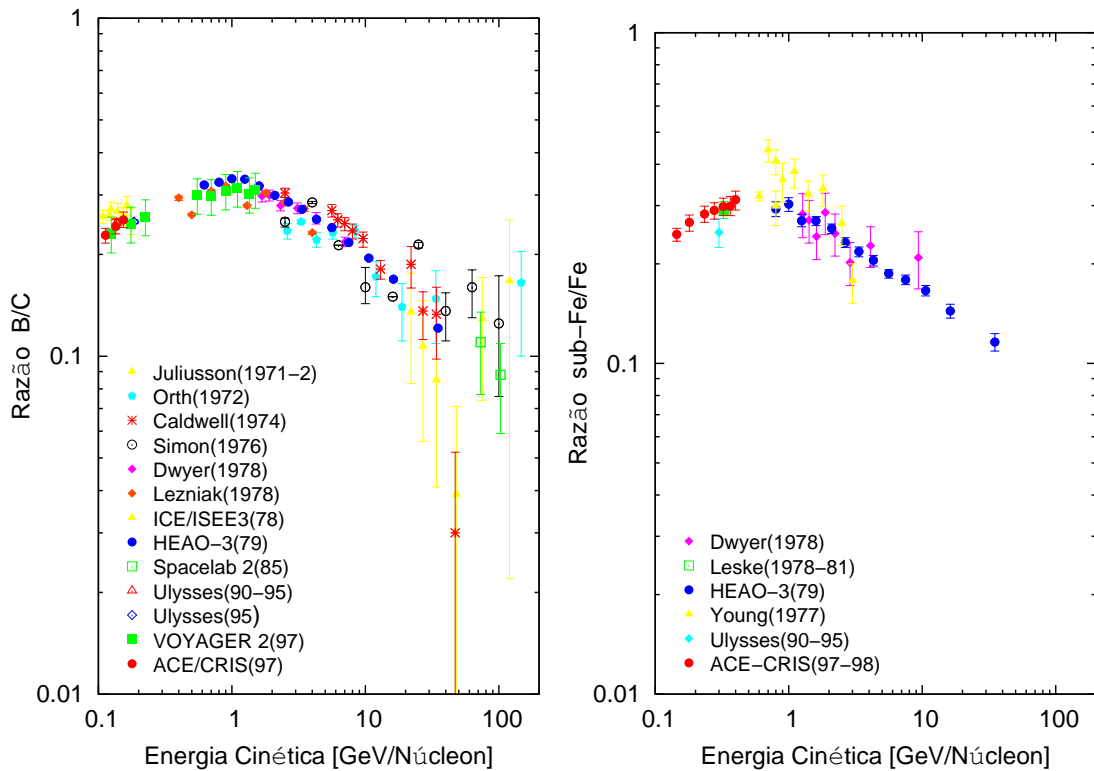 1
0.1
0.01
Razão B/C
Juliusson(1971−2)
Orth(1972)
Caldwell(1974)
Simon(1976)
Dwyer(1978)
Lezniak(1978)
ICE/ISEE3(78)
HEAO−3(79)
Spacelab 2(85)
Ulysses(90−95)
Ulysses(95)
VOYAGER 2(97)
ACE/CRIS(97)
0.1 1 10 100
Energia Cinética [GeV/Núcleon]
1
0.1
0.01
Razão sub−Fe/Fe
Dwyer(1978)
Leske(1978−81)
HEAO−3(79)
Young(1977)
Ulysses(90−95)
ACE−CRIS(97−98)
0.1 1 10 100
Energia Cinética [GeV/Núcleon]